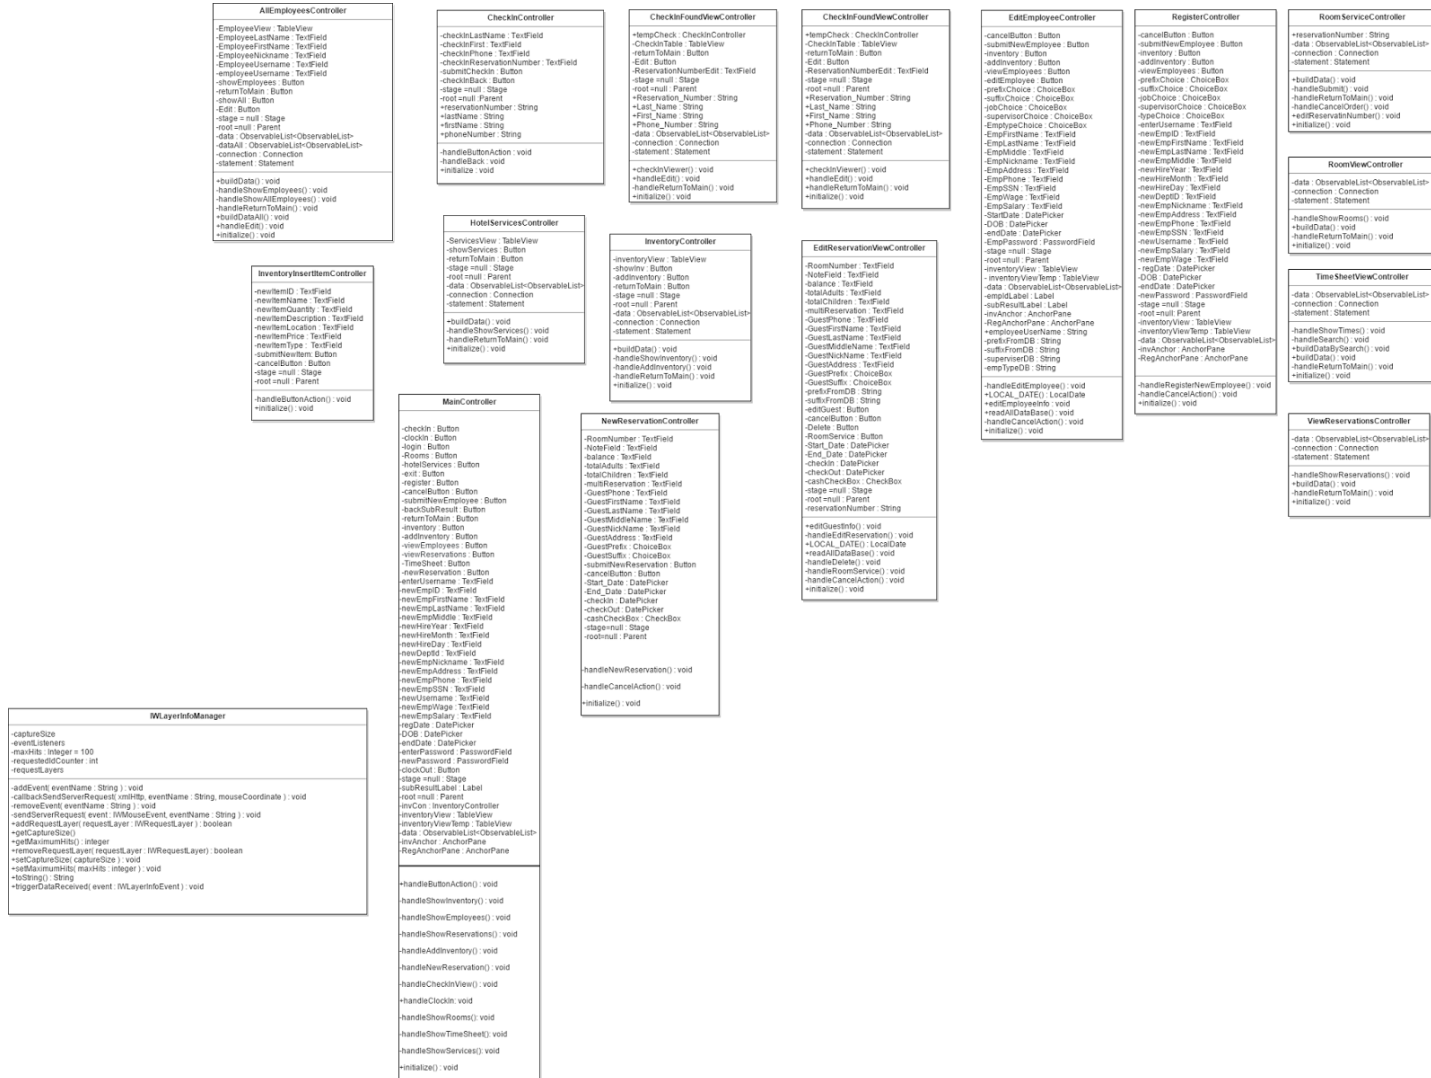 AllEmployeesController
-EmployeeView : TableView
-EmployeeLastName : TextField
-EmployeeFirstName : TextField
-EmployeeNickname : TextField
-EmployeeUsername : TextField
-employeeUsername : TextField
-showEmployees : Button
-returnToMain : Button
-showAll : Button
-Edit : Button
-stage = null : Stage
-root =null : Parent
-data : ObservableList<ObservableList>
-dataAll : ObservableList<ObservableList>
-connection : Connection
-statement : Statement
+buildData() : void
-handleShowEmployees() : void
-handleShowAllEmployees() : void
-handleReturnToMain() : void
+buildDataAll() : void
+handleEdit() : void
+initialize() : void
CheckInController
-checkInLastName : TextField
-checkInFirst : TextField
-checkInPhone : TextField
-checkInReservationNumber : TextField
-submitCheckIn : Button
-checkInBack : Button
-stage =null : Stage
-root =null : Parent
+reservationNumber : String
+lastName : String
+firstName : String
+phoneNumber : String
-handleButtonAction : void
-handleBack : void
+initialize : void
CheckInFoundViewController
+tempCheck : CheckInController
-CheckInTable : TableView
-returnToMain : Button
-Edit : Button
-ReservationNumberEdit : TextField
-stage =null : Stage
-root =null : Parent
+Reservation_Number : String
+Last_Name : String
+First_Name : String
+Phone_Number : String
-data : ObservableList<ObservableList>
-connection : Connection
-statement : Statement
+checkInViewer() : void
+handleEdit() : void
+handleReturnToMain() : void
+initialize() : void
CheckInFoundViewController
+tempCheck : CheckInController
-CheckInTable : TableView
-returnToMain : Button
-Edit : Button
-ReservationNumberEdit : TextField
-stage =null : Stage
-root =null : Parent
+Reservation_Number : String
+Last_Name : String
+First_Name : String
+Phone_Number : String
-data : ObservableList<ObservableList>
-connection : Connection
-statement : Statement
+checkInViewer() : void
+handleEdit() : void
+handleReturnToMain() : void
+initialize() : void
EditEmployeeController
-cancelButton : Button
-submitNewEmployee : Button
-inventory : Button
-addInventory : Button
-viewEmployees : Button
-editEmployee : Button
-prefixChoice : ChoiceBox
-suffixChoice : ChoiceBox
-jobChoice : ChoiceBox
-supervisorChoice : ChoiceBox
-EmptypeChoice : ChoiceBox
-EmpFirstName : TextField
-EmpLastName : TextField
-EmpMiddle : TextField
-EmpNickname : TextField
-EmpAddress : TextField
-EmpPhone : TextField
-EmpSSN : TextField
-EmpWage : TextField
-EmpSalary : TextField
-StartDate : DatePicker
-DOB : DatePicker
-endDate : DatePicker
-EmpPassword : PasswordField
-stage =null : Stage
-root =null : Parent
-inventoryView : TableView
- inventoryViewTemp : TableView
-data : ObservableList<ObservableList>
-empIdLabel : Label
-subResultLabel : Label
-invAnchor : AnchorPane
-RegAnchorPane : AnchorPane
+employeeUserName : String
-prefixFromDB : String
-suffixFromDB : String
-superviserDB : String
-empTypeDB : String
-handleEditEmployee() : void
+LOCAL_DATE() : LocalDate
+editEmployeeInfo : void
+readAllDataBase() : void
-handleCancelAction() : void
+initialize() : void
RegisterController
-cancelButton : Button
-submitNewEmployee : Button
-inventory : Button
-addInventory : Button
-viewEmployees : Button
-prefixChoice : ChoiceBox
-suffixChoice : ChoiceBox
-jobChoice : ChoiceBox
-supervisorChoice : ChoiceBox
-typeChoice : ChoiceBox
-enterUsername : TextField
-newEmpID : TextField
-newEmpFirstName : TextField
-newEmpLastName : TextField
-newEmpMiddle : TextField
-newHireYear : TextField
-newHireMonth : TextField
-newHireDay : TextField
-newDeptID : TextField
-newEmpNickname : TextField
-newEmpAddress : TextField
-newEmpPhone : TextField
-newEmpSSN : TextField
-newUsername : TextField
-newEmpSalary : TextField
-newEmpWage : TextField
- regDate : DatePicker
-DOB : DatePicker
-endDate : DatePicker
-newPassword : PasswordField
-stage =null : Stage
-root =null : Parent
-inventoryView : TableView
-inventoryViewTemp : TableView
-data : ObservableList<ObservableList>
-invAnchor : AnchorPane
-RegAnchorPane : AnchorPane
-handleRegisterNewEmployee() : void
-handleCancelAction() : void
+initialize() : void
RoomServiceController
+reservationNumber : String
-data : ObservableList<ObservableList>
-connection : Connection
-statement : Statement
+buildData() : void
-handleSubmit() : void
-handleReturnToMain() : void
-handleCancelOrder() : void
+editReservatinNumber() : void
+initialize() : void
RoomViewController
-data : ObservableList<ObservableList>
-connection : Connection
-statement : Statement
-handleShowRooms() : void
+buildData() : void
-handleReturnToMain() : void
+initialize() : void
TimeSheetViewController
-data : ObservableList<ObservableList>
-connection : Connection
-statement : Statement
-handleShowTimes() : void
-handleSearch() : void
+buildDataBySearch() : void
+buildData() : void
-handleReturnToMain() : void
+initialize() : void
ViewReservationsController
-data : ObservableList<ObservableList>
-connection : Connection
-statement : Statement
-handleShowReservations() : void
+buildData() : void
-handleReturnToMain() : void
+initialize() : void
HotelServicesController
-ServicesView : TableView
-showServices : Button
-returnToMain : Button
-stage =null : Stage
-root =null : Parent
-data : ObservableList<ObservableList>
-connection : Connection
-statement : Statement
+buildData() : void
-handleShowServices() : void
-handleReturnToMain() : void
+initialize() : void
InventoryController
-inventoryView : TableView
-showInv : Button
-addInventory : Button
-returnToMain : Button
-stage =null : Stage
-root =null : Parent
-data : ObservableList<ObservableList>
-connection : Connection
-statement : Statement
+buildData() : void
-handleShowInventory() : void
-handleAddInventory() : void
-handleReturnToMain() : void
+initialize() : void
EditReservationViewController
-RoomNumber : TextField
-NoteField : TextField
-balance : TextField
-totalAdults : TextField
-totalChildren : TextField
-multiReservation : TextField
-GuestPhone : TextField
-GuestFirstName : TextField
-GuestLastName : TextField
-GuestMiddleName : TextField
-GuestNickName : TextField
-GuestAddress : TextField
-GuestPrefix : ChoiceBox
-GuestSuffix : ChoiceBox
-prefixFromDB : String
-suffixFromDB : String
-editGuest : Button
-cancelButton : Button
-Delete : Button
-RoomService : Button
-Start_Date : DatePicker
-End_Date : DatePicker
-checkIn : DatePicker
-checkOut : DatePicker
-cashCheckBox : CheckBox
-stage =null : Stage
-root =null : Parent
-reservationNumber : String
+editGuestInfo() : void
-handleEditReservation() : void
+LOCAL_DATE() : LocalDate
+readAllDataBase() : void
-handleDelete() : void
-handleRoomService() : void
-handleCancelAction() : void
+initialize() : void
InventoryInsertItemController
-newItemID : TextField
-newItemName : TextField
-newItemQuantity : TextField
-newItemDescription : TextField
-newItemLocation : TextField
-newItemPrice : TextField
-newItemType : TextField
-submitNewItem: Button
-cancelButton : Button
-stage =null : Stage
-root =null : Parent
-handleButtonAction() : void
+initialize() : void
MainController
-checkIn : Button
-clockIn : Button
-login : Button
-Rooms : Button
-hotelServices : Button
-exit : Button
-register : Button
-cancelButton : Button
-submitNewEmployee : Button
-backSubResult : Button
-returnToMain : Button
-inventory : Button
-addInventory : Button
-viewEmployees : Button
-viewReservations : Button
-TimeSheet : Button
-newReservation : Button
-enterUsername : TextField
-newEmpID : TextField
-newEmpFirstName : TextField
-newEmpLastName : TextField
-newEmpMiddle : TextField
-newHireYear : TextField
-newHireMonth : TextField
-newHireDay : TextField
-newDeptId : TextField
-newEmpNickname : TextField
-newEmpAddress : TextField
-newEmpPhone : TextField
-newEmpSSN : TextField
-newUsername : TextField
-newEmpWage : TextField
-newEmpSalary : TextField
-regDate : DatePicker
-DOB : DatePicker
-endDate : DatePicker
-enterPassword : PasswordField
-newPassword : PasswordField
-clockOut : Button
-stage =null : Stage
-subResultLabel : Label
-root =null : Parent
-invCon : InventoryController
-inventoryView : TableView
-inventoryViewTemp : TableView
-data : ObservableList<ObservableList>
-invAnchor : AnchorPane
-RegAnchorPane : AnchorPane
+handleButtonAction() : void
-handleShowInventory() : void
-handleShowEmployees() : void
-handleShowReservations() : void
-handleAddInventory() : void
-handleNewReservation() : void
-handleCheckInView() : void
+handleClockIn: void
-handleShowRooms(): void
-handleShowTimeSheet() : void
-handleShowServices(): void
+initialize() : void
NewReservationController
-RoomNumber : TextField
-NoteField : TextField
-balance : TextField
-totalAdults : TextField
-totalChildren : TextField
-multiReservation : TextField
-GuestPhone : TextField
-GuestFirstName : TextField
-GuestLastName : TextField
-GuestMiddleName : TextField
-GuestNickName : TextField
-GuestAddress : TextField
-GuestPrefix : ChoiceBox
-GuestSuffix : ChoiceBox
-submitNewReservation : Button
-cancelButton : Button
-Start_Date : DatePicker
-End_Date : DatePicker
-checkIn : DatePicker
-checkOut : DatePicker
-cashCheckBox : CheckBox
-stage=null : Stage
-root=null : Parent
-handleNewReservation() : void
-handleCancelAction() : void
+initialize() : void
IWLayerInfoManager
-captureSize
-eventListeners
-maxHits : Integer = 100
-requestedIdCounter : int
-requestLayers
-addEvent( eventName : String ) : void
-callbackSendServerRequest( xmlHttp, eventName : String, mouseCoordinate ) : void
-removeEvent( eventName : String ) : void
-sendServerRequest( event : IWMouseEvent, eventName : String ) : void
+addRequestLayer( requestLayer : IWRequestLayer ) : boolean
+getCaptureSize()
+getMaximumHits() : integer
+removeRequestLayer( requestLayer : IWRequestLayer) : boolean
+setCaptureSize( captureSize ) : void
+setMaximumHits( maxHits : integer ) : void
+toString() : String
+triggerDataReceived( event : IWLayerInfoEvent ) : void